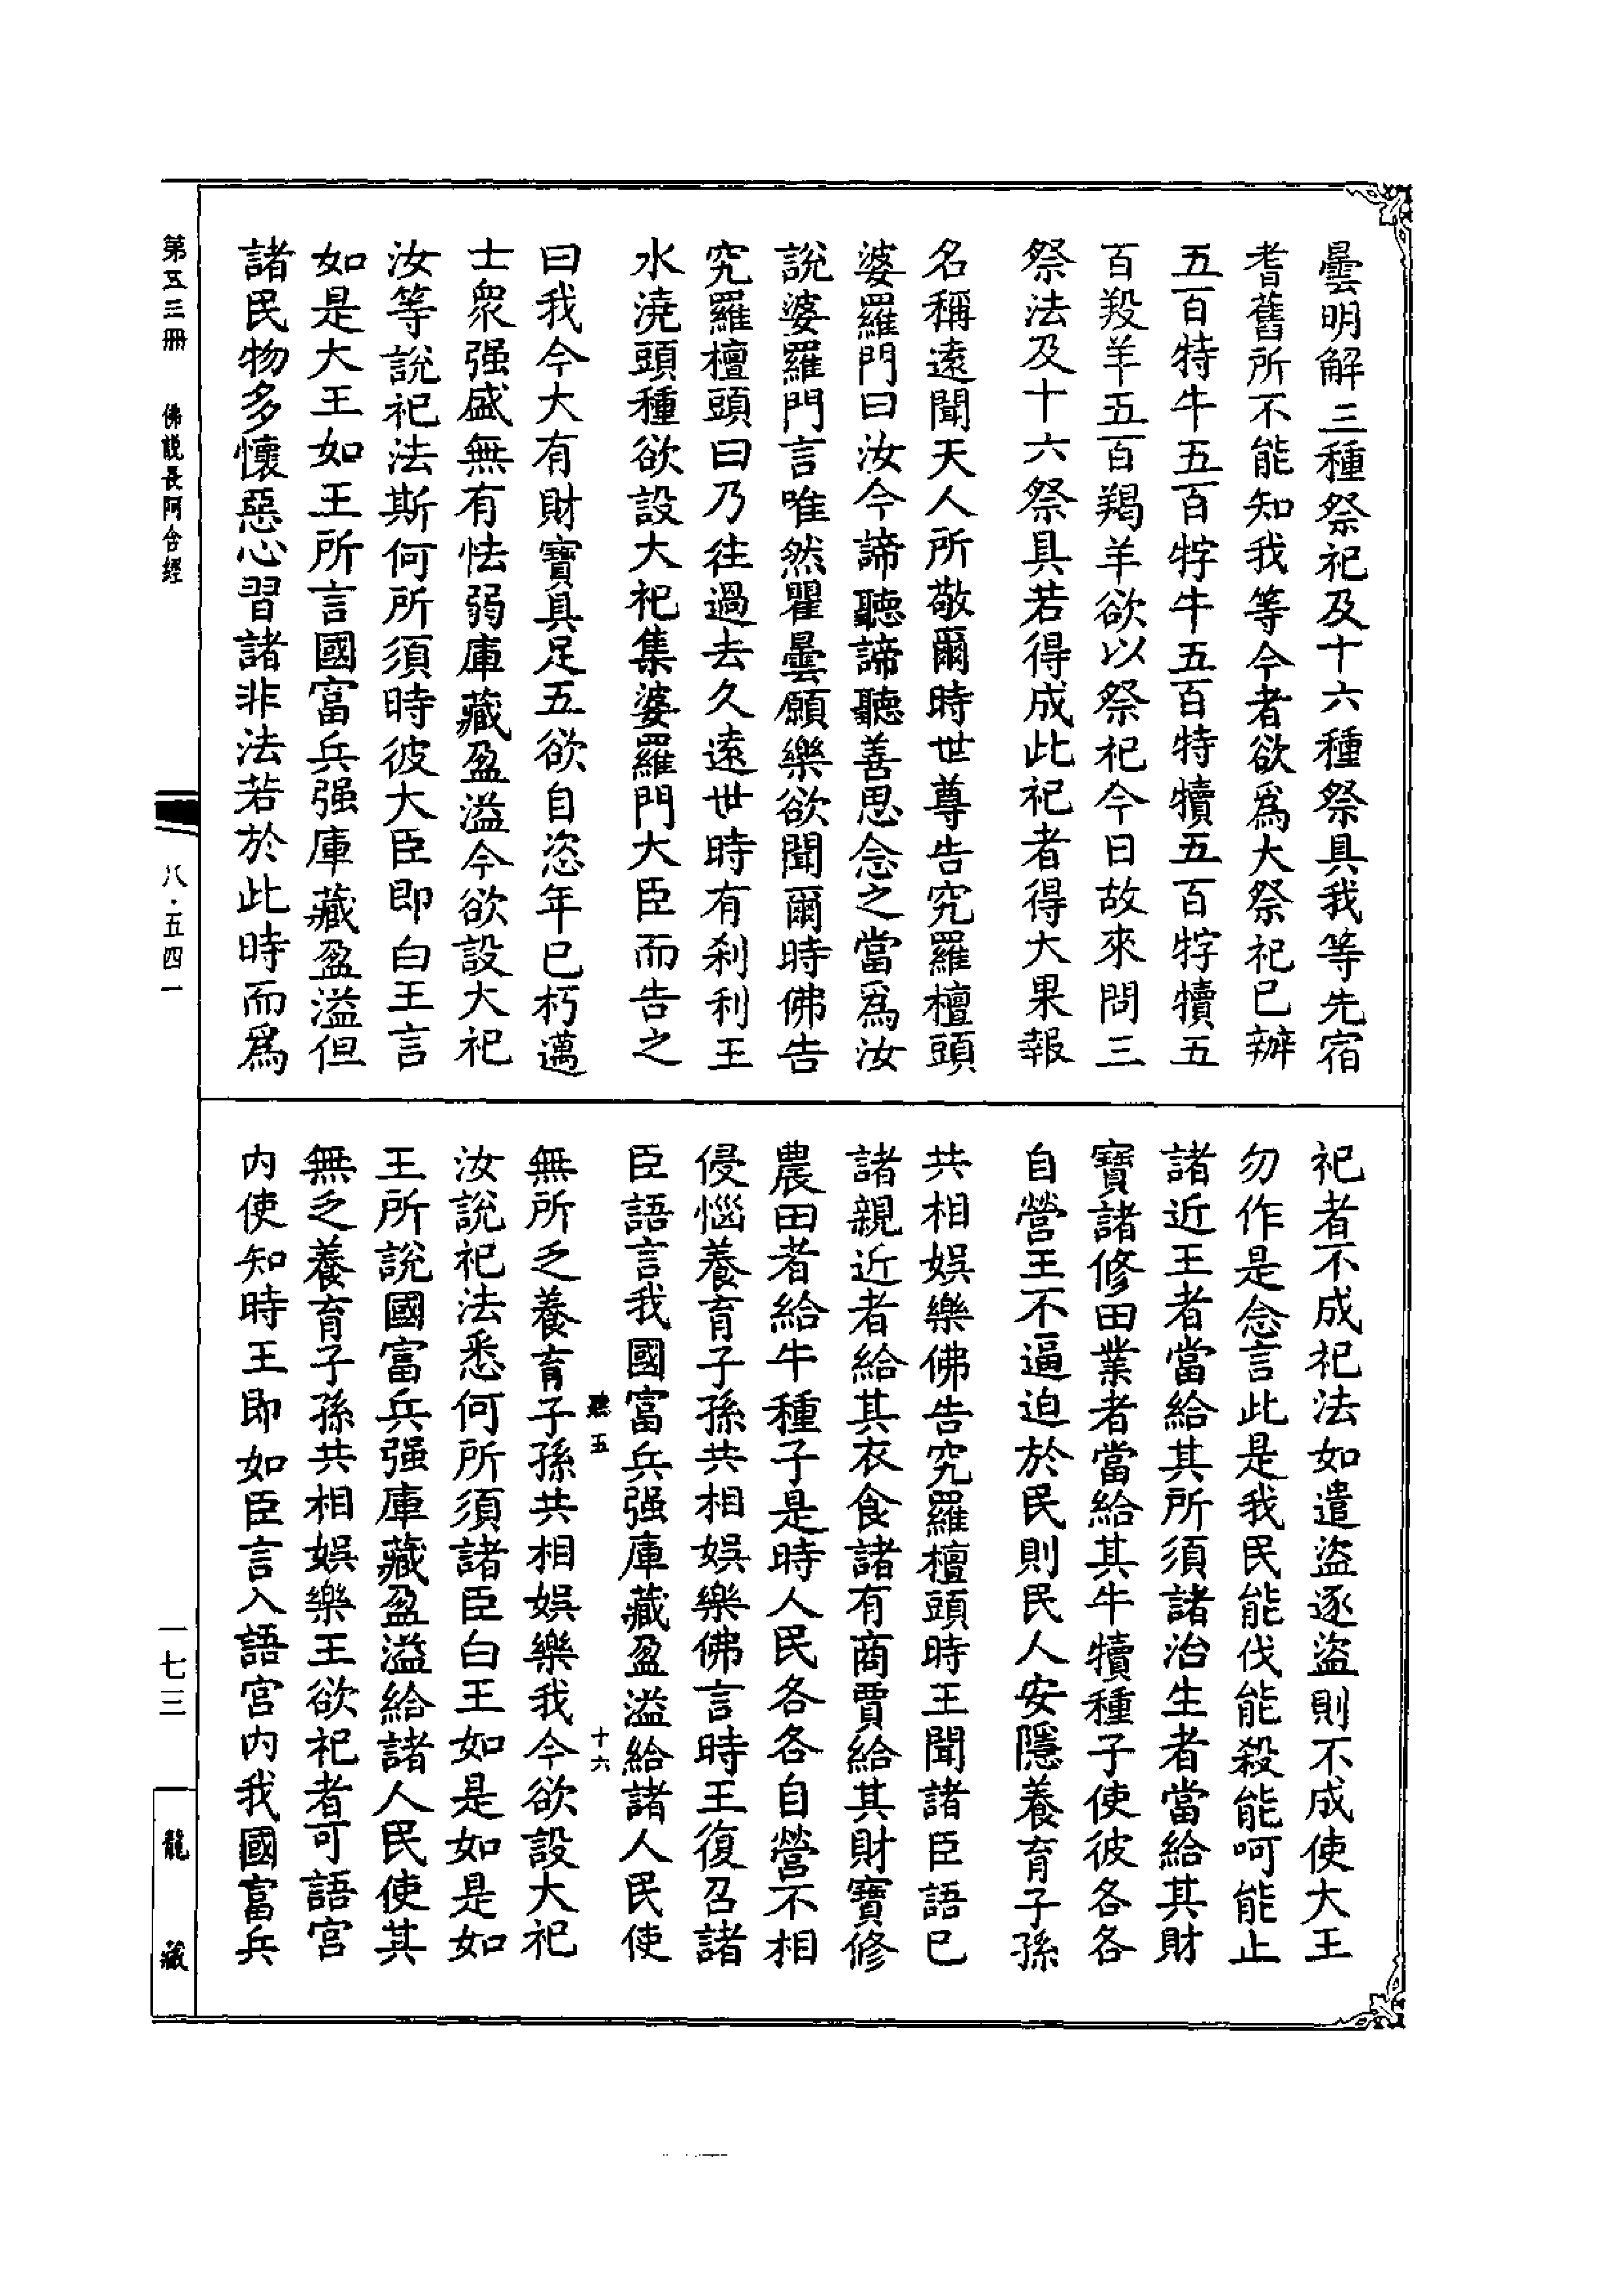 曇明解三種祭祀及十六種祭具我等先宿
耆舊所不能知我等今者欲爲大祭祀已辦
五百特牛五百牸牛五百特犢五百牸犢五
百羖羊五百羯羊欲以祭祀今日故來問三
祭法及十六祭具若得成此祀者得大果報
名稱遠聞天人所敬爾時世尊告究羅檀頭
婆羅門曰汝今諦聽諦聽善思念之當爲汝
說婆羅門言唯然瞿曇願樂欲聞爾時佛告
究羅檀頭曰乃往過去久遠世時有刹利王
水澆頭種欲設大祀集婆羅門大臣而告之
曰我今大有財寶具足五欲自恣年已朽邁
士衆强盛無有怯弱庫藏盈溢今欲設大祀
汝等說祀法斯何所須時彼大臣即白王言
如是大王如王所言國富兵强庫藏盈溢但
諸民物多懷惡心習諸非法若於此時而爲
祀者不成祀法如遣盜逐盜則不成使大王
勿作是念言此是我民能伐能殺能呵能止
諸近王者當給其所須諸治生者當給其財
寶諸修田業者當給其牛犢種子使彼各各
自營王不逼迫於民則民人安隱養育子孫
共相娛樂佛告究羅檀頭時王聞諸臣語已
諸親近者給其衣食諸有商賈給其財寶修
農田者給牛種子是時人民各各自營不相
侵惱養育子孫共相娛樂佛言時王復召諸
臣語言我國富兵强庫藏盈溢給諸人民使
五 十六
無所乏養育子孫共相娛樂我今欲設大祀
汝說祀法悉何所須諸臣白王如是如是如
王所說國富兵强庫藏盈溢給諸人民使其
無乏養育子孫共相娛樂王欲祀者可語宮
内使知時王即如臣言入語宮内我國富兵
第五三冊 佛說長阿含經
八·五四一
一七三
龍藏